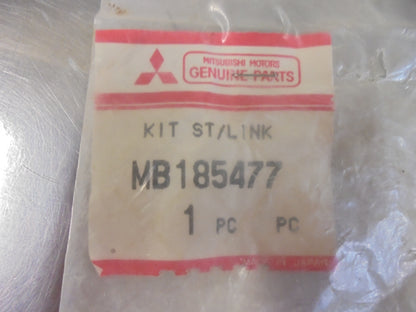 MITSUBISHI MOTORS
GENUINE PARTS
KIT ST/LINK
MB185477
1 PC PC